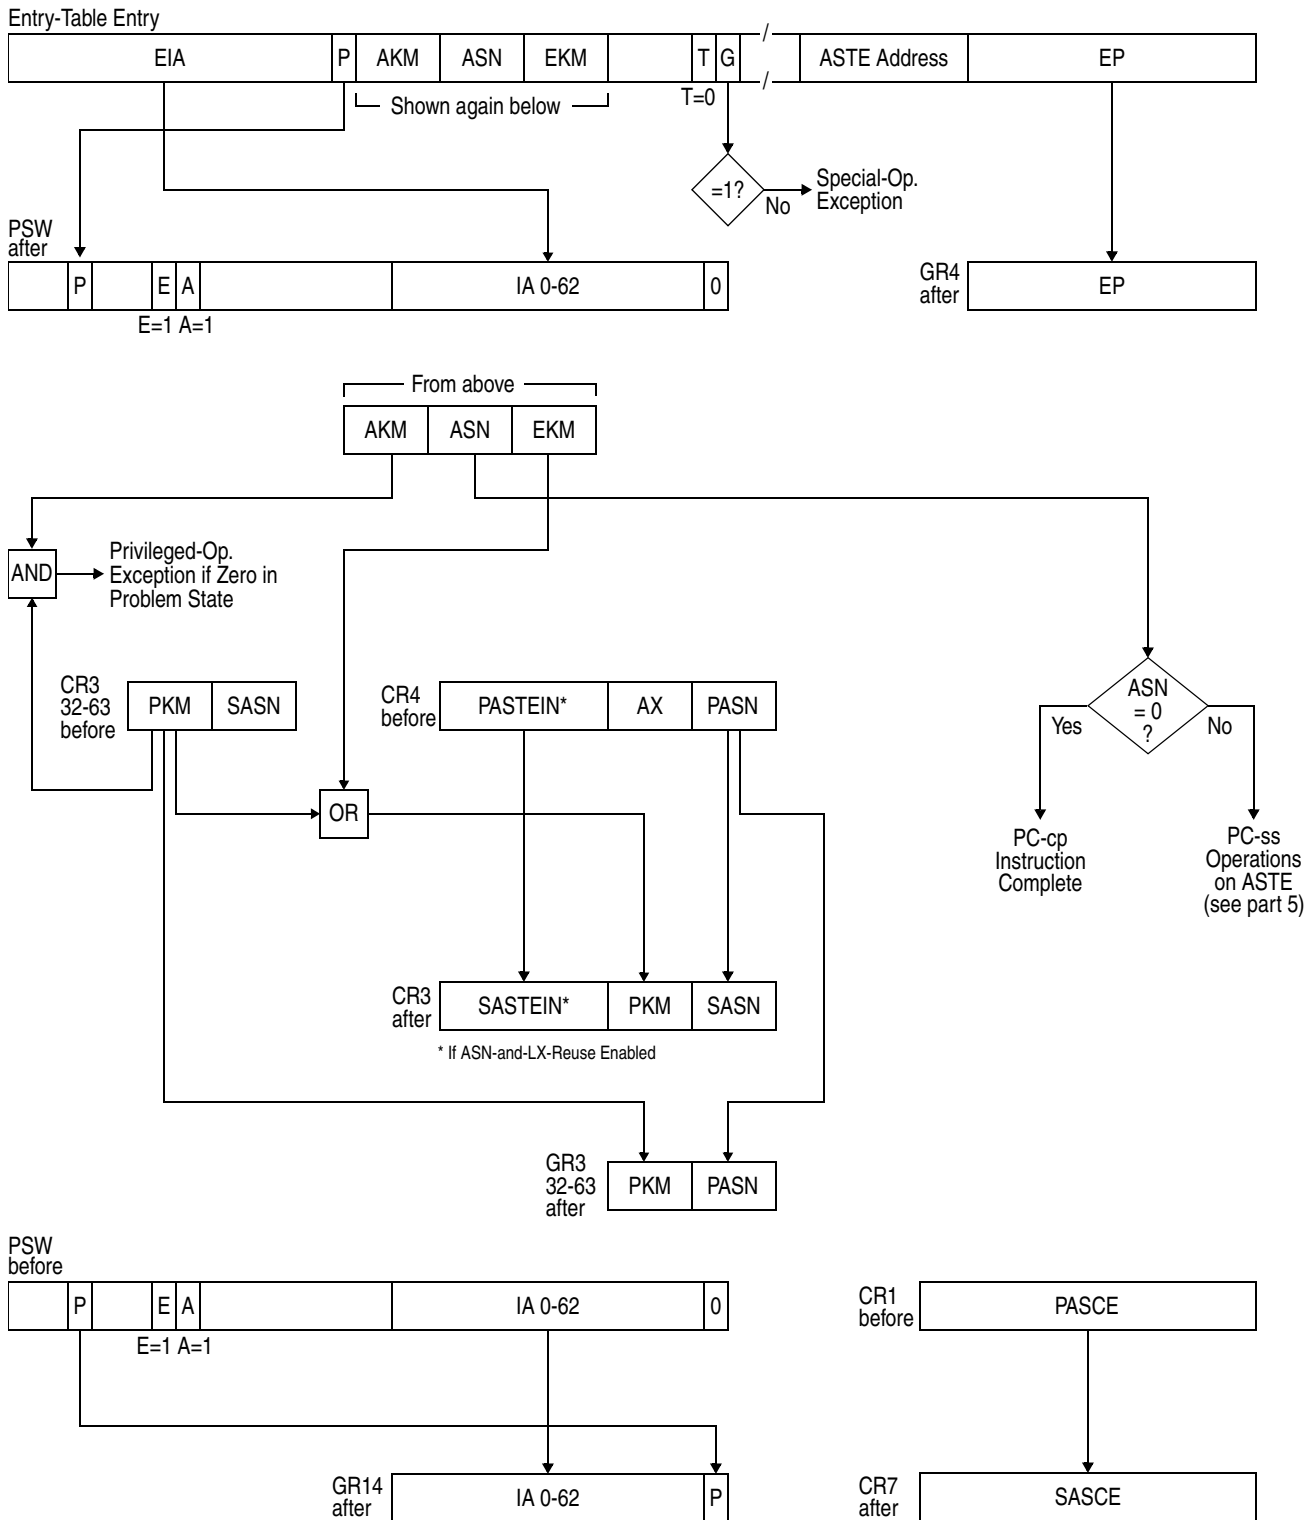 Entry-Table Entry
EIA P AKM ASN EKM T G / / ASTE Address EP
Shown again below
T=0
=1?
No
Special-Op.
Exception
PSW
after
P E A IA 0-62 0
E=1 A=1
GR4
after
EP
From above
AKM ASN EKM
AND
Privileged-Op.
Exception if Zero in
Problem State
CR3
32-63
before
PKM SASN
CR4
before
PASTEIN* AX PASN
ASN
= 0
?
Yes
No
OR
PC-cp
Instruction
Complete
PC-ss
Operations
on ASTE
(see part 5)
CR3
after
SASTEIN* PKM SASN
* If ASN-and-LX-Reuse Enabled
GR3
32-63
after
PKM PASN
PSW
before
P E A IA 0-62 0
E=1 A=1
CR1
before
PASCE
GR14
after
IA 0-62 P
CR7
after
SASCE